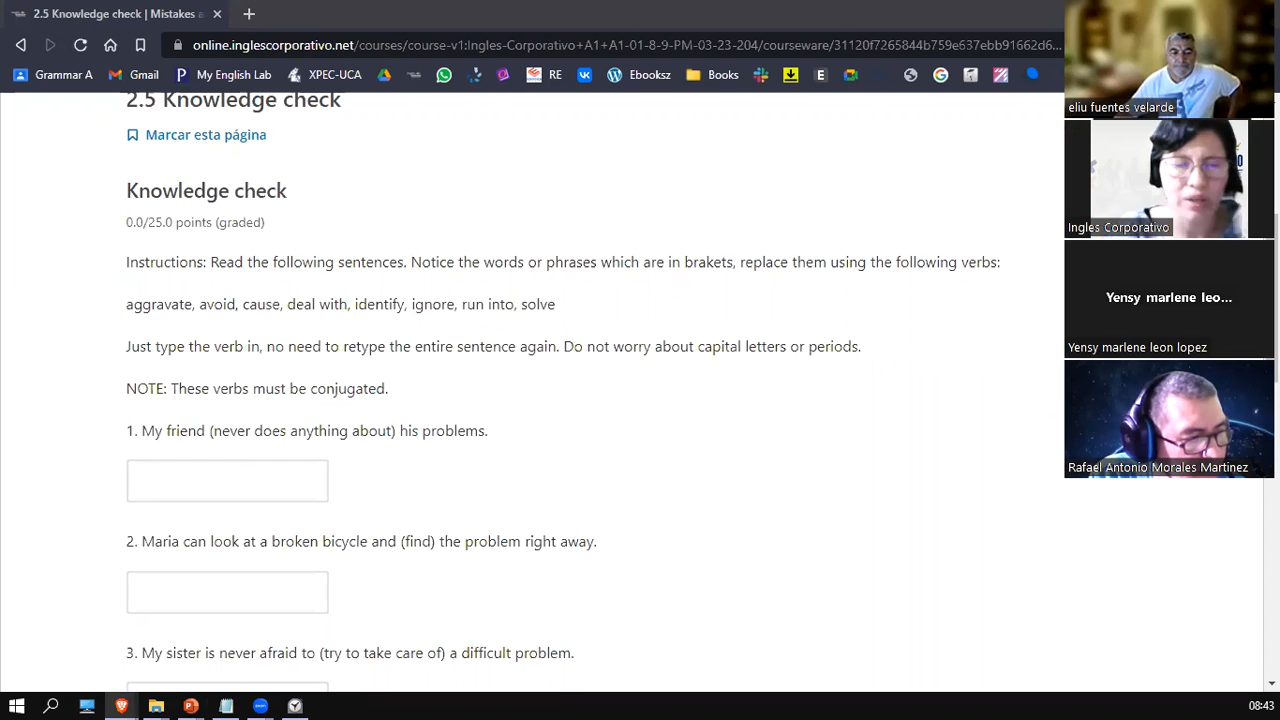 2.5 Knowledge check | Mistakes a
online.inglescorporativo.net/courses/course-v1:Ingles-Corporativo+A1+A1-01-8-9-PM-03-23-204/courseware/31120f7265844b759e637ebb91662d6...
Grammar A
Gmail
My English Lab
XPEC-UCA
RE
Ebooksz
Books
2.5 Knowledge check
Marcar esta página
Knowledge check
0.0/25.0 points (graded)
Instructions: Read the following sentences. Notice the words or phrases which are in brakets, replace them using the following verbs:
aggravate, avoid, cause, deal with, identify, ignore, run into, solve
Just type the verb in, no need to retype the entire sentence again. Do not worry about capital letters or periods.
NOTE: These verbs must be conjugated.
1. My friend (never does anything about) his problems.
2. Maria can look at a broken bicycle and (find) the problem right away.
3. My sister is never afraid to (try to take care of) a difficult problem.
eliu fuentes velarde
Ingles Corporativo
Yensy marlene leo...
Yensy marlene leon lopez
Rafael Antonio Morales Martinez
08:43